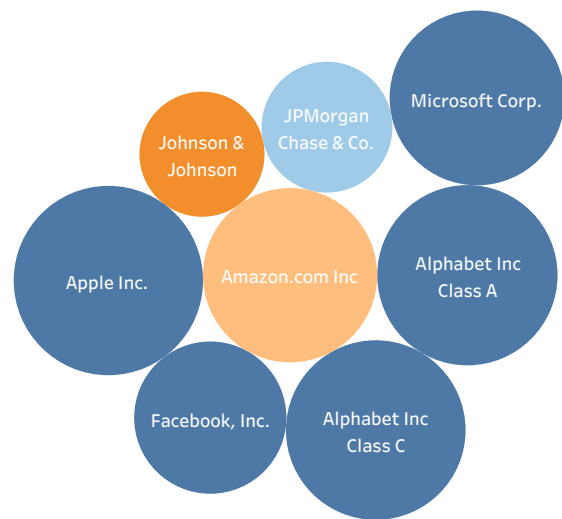 Microsoft Corp.
JPMorgan
Chase & Co.
Johnson &
Johnson
Apple Inc.
Amazon.com Inc
Alphabet Inc
Class A
Facebook, Inc.
Alphabet Inc
Class C